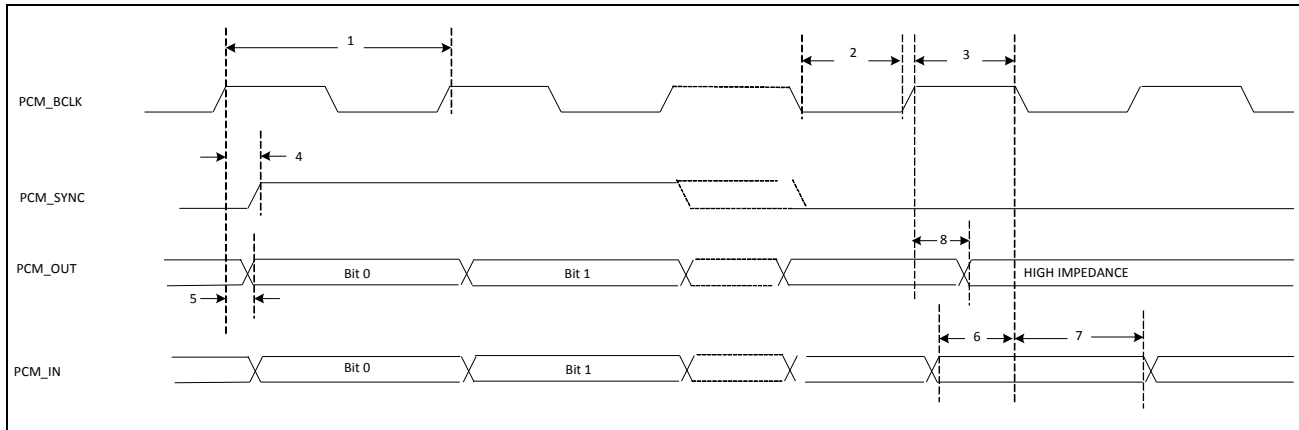 1
2
3
PCM_BCLK
4
PCM_SYNC
8
PCM_OUT
Bit 0
Bit 1
HIGH IMPEDANCE
5
6
7
PCM_IN
Bit 0
Bit 1